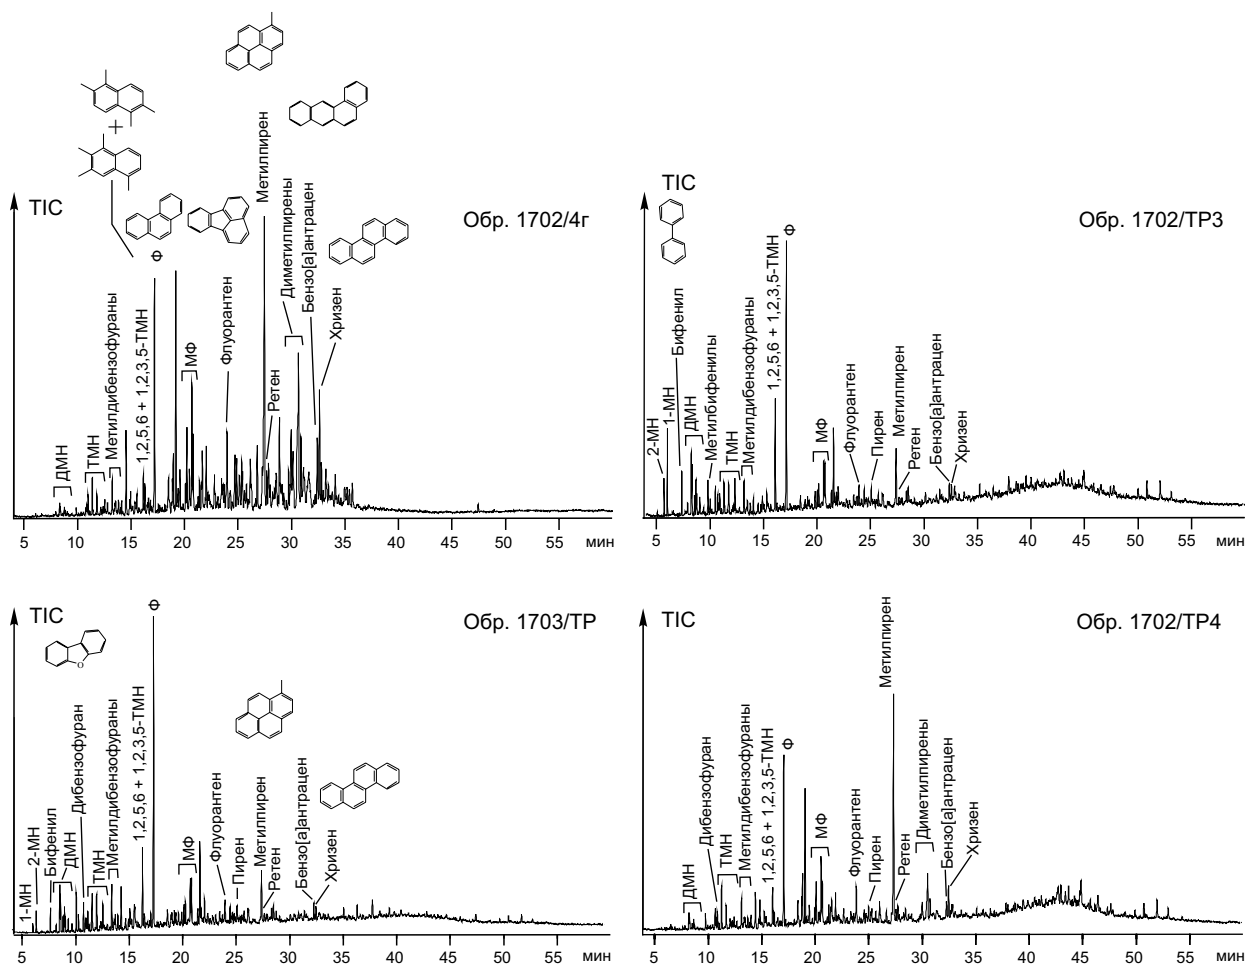 TIC
Обр. 1702/4г
ДМН
ТМН
Метилдибензофураны
1,2,5,6 + 1,2,3,5-ТМН
+
Ф
МФ
Флуорантен
Метилпирен
Ретен
Диметилпирены
Бензо[а]антрацен
Хризен
5 10 15 20 25 30 35 40 45 50 55 мин
TIC
Обр. 1702/ТР3
2-МН
1-МН
Бифенил
ДМН
Метилбифенилы
ТМН
Метилдибензофураны
1,2,5,6 + 1,2,3,5-ТМН
Ф
МФ
Флуорантен
Пирен
Метилпирен
Ретен
Бензо[а]антрацен
Хризен
5 10 15 20 25 30 35 40 45 50 55 мин
TIC
Обр. 1703/ТР
O
1-МН
2-МН
Бифенил
ДМН
Дибензофуран
ТМН
Метилдибензофураны
1,2,5,6 + 1,2,3,5-ТМН
Ф
МФ
Флуорантен
Пирен
Метилпирен
Ретен
Бензо[а]антрацен
Хризен
5 10 15 20 25 30 35 40 45 50 55 мин
TIC
Обр. 1702/ТР4
ДМН
Дибензофуран
ТМН
Метилдибензофураны
1,2,5,6 + 1,2,3,5-ТМН
Ф
МФ
Флуорантен
Пирен
Метилпирен
Ретен
Диметилпирены
Бензо[а]антрацен
Хризен
5 10 15 20 25 30 35 40 45 50 55 мин